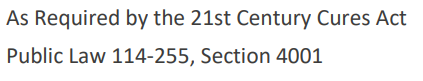 As Required by the 21st Century Cures Act
Public Law 114-255, Section 4001